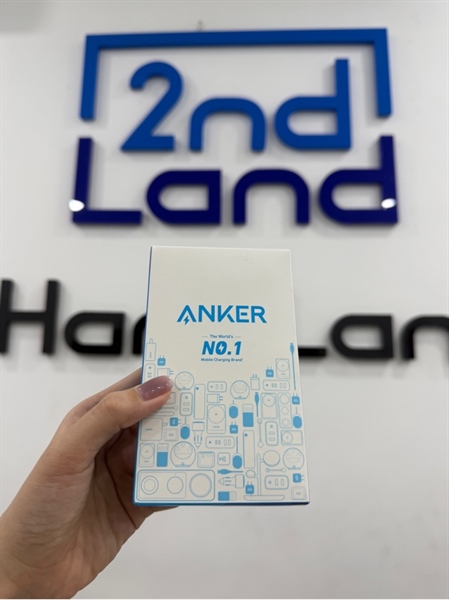 2nd
Land
ANKER
The World's
NO.1
Mobile Charging Brand